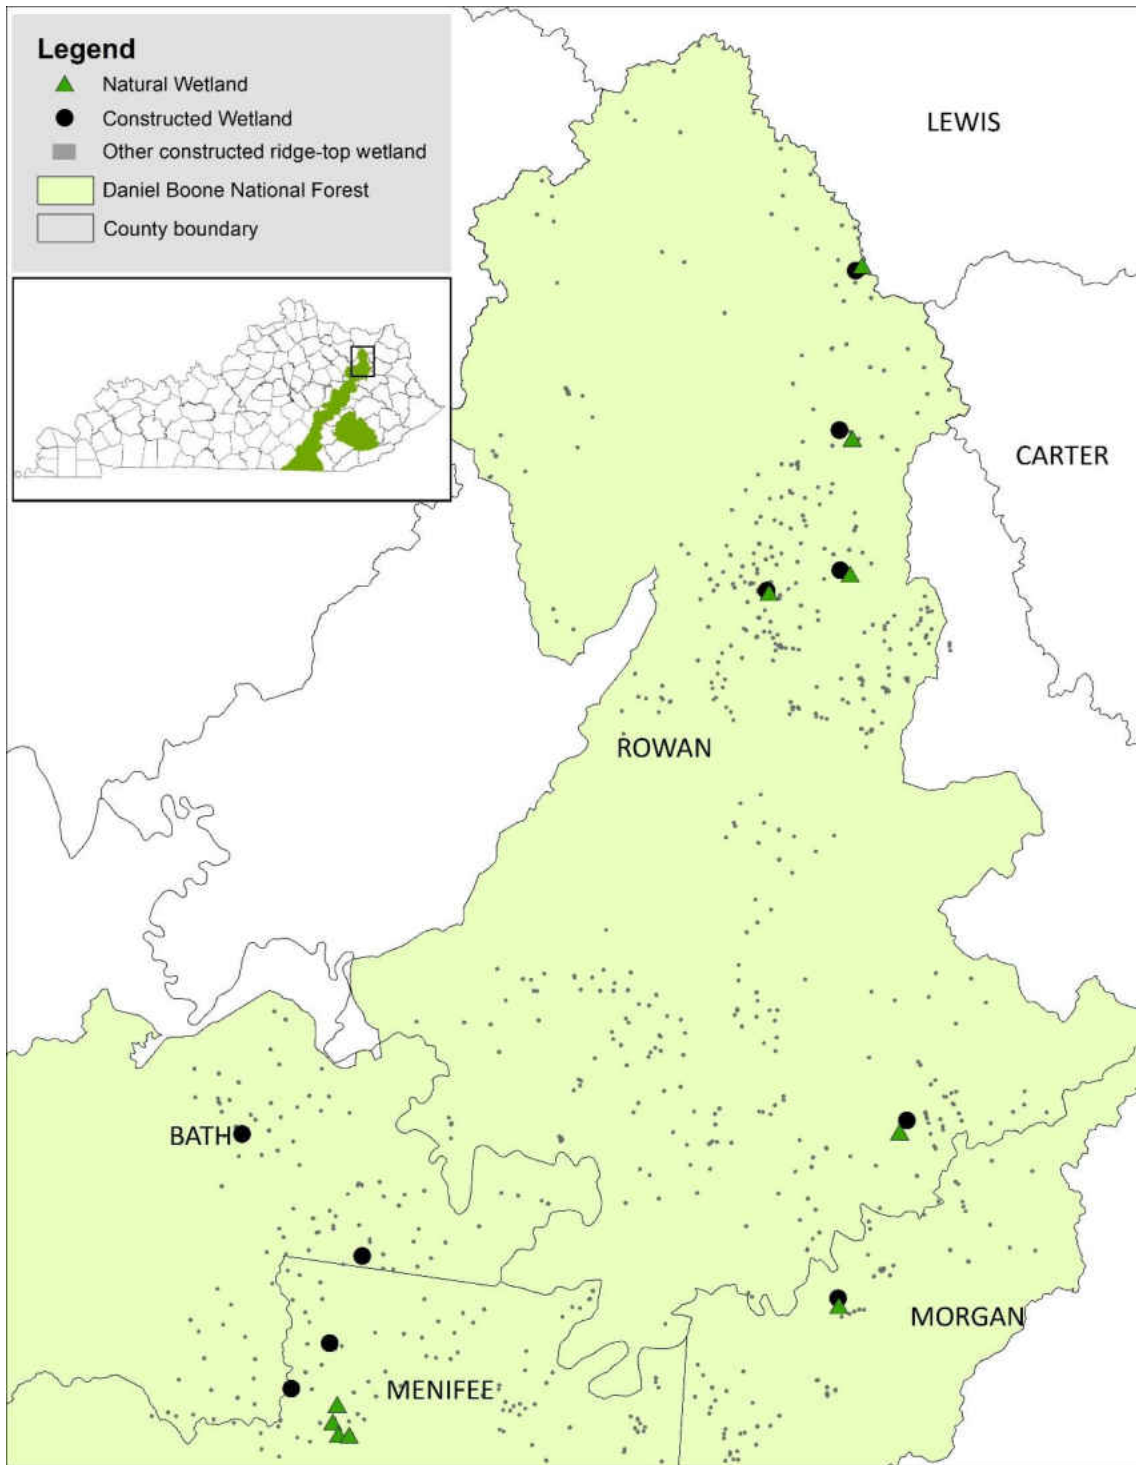 Legend
Natural Wetland
Constructed Wetland
Other constructed ridge-top wetland
Daniel Boone National Forest
County boundary
LEWIS
CARTER
ROWAN
BATH
MORGAN
MENIFEE